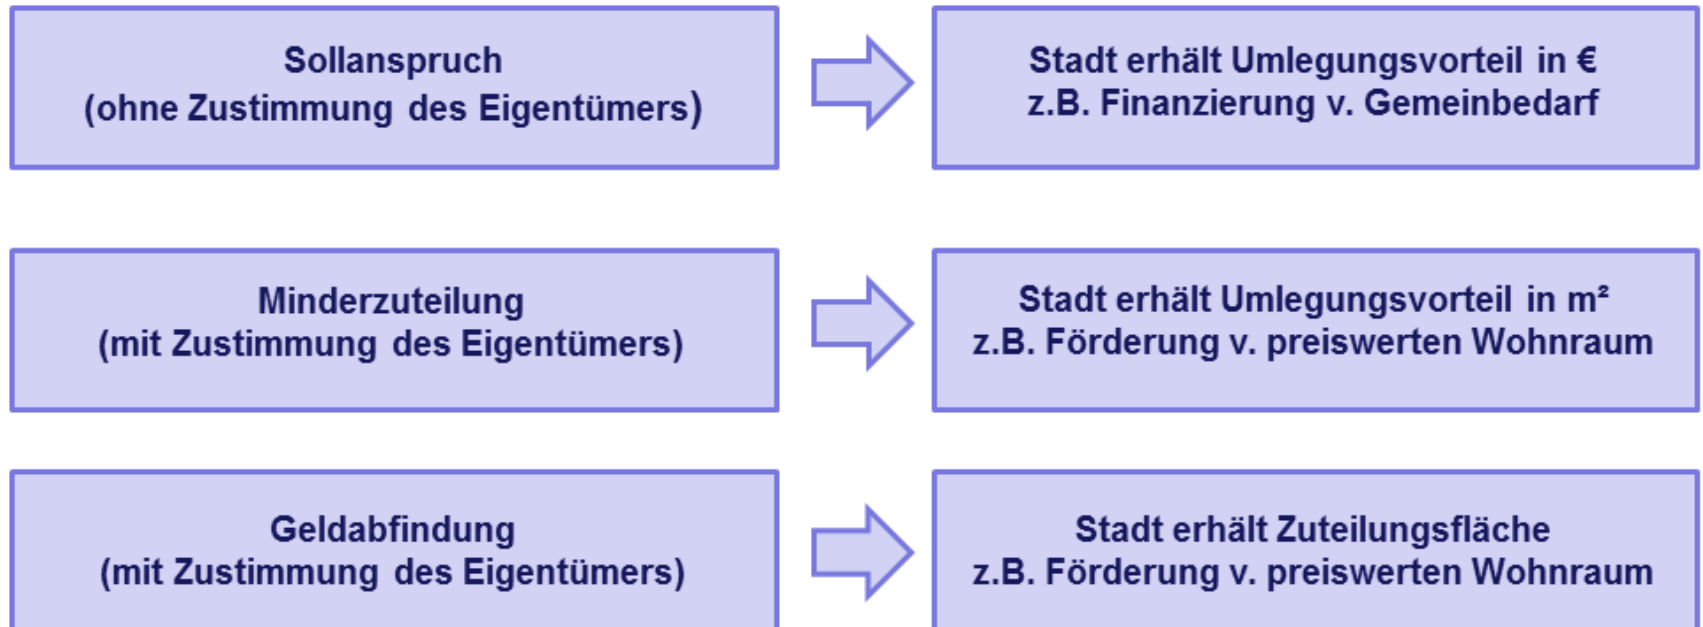 Sollanspruch
(ohne Zustimmung des Eigentümers)
Stadt erhält Umlegungsvorteil in €
z.B. Finanzierung v. Gemeinbedarf
Minderzuteilung
(mit Zustimmung des Eigentümers)
Stadt erhält Umlegungsvorteil in m²
z.B. Förderung v. preiswerten Wohnraum
Geldabfindung
(mit Zustimmung des Eigentümers)
Stadt erhält Zuteilungsfläche
z.B. Förderung v. preiswerten Wohnraum